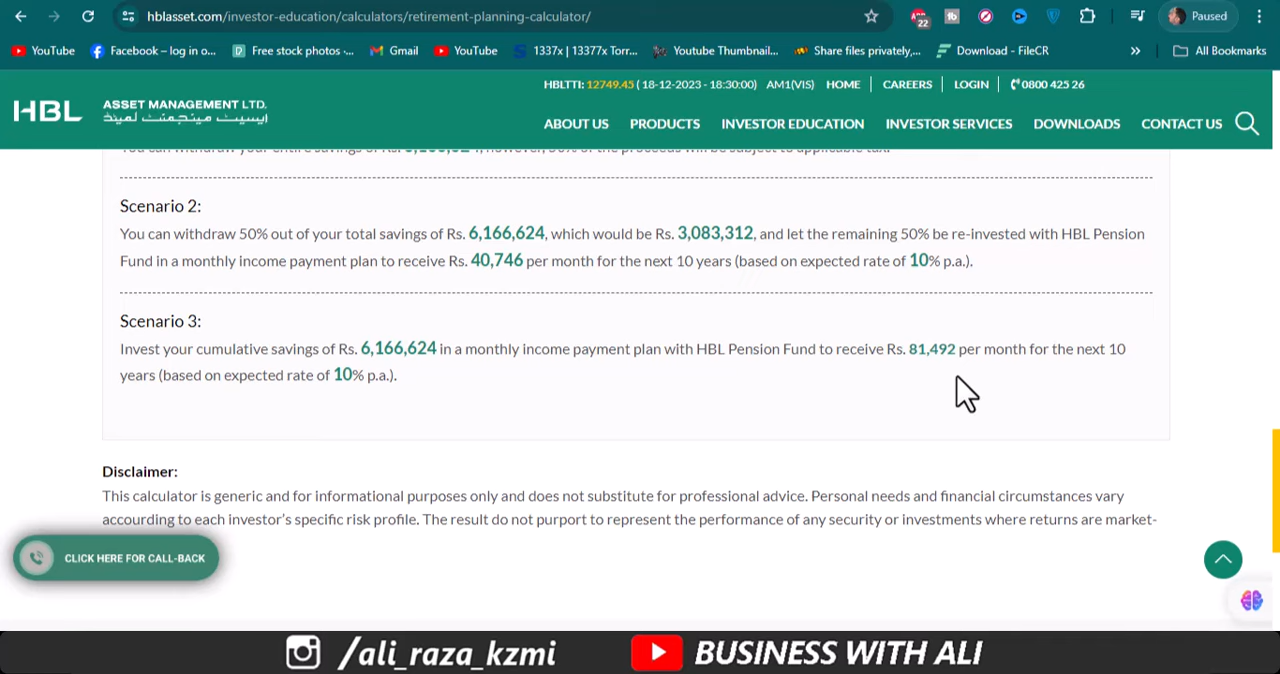 hblasset.com/investor-education/calculators/retirement-planning-calculator/
22
Paused
YouTube
Facebook – log in o...
Free stock photos ·...
Gmail
YouTube
1337x | 13377x Torr...
Youtube Thumbnail...
Share files privately,...
Download - FileCR
»
All Bookmarks
HBLTTI: 12749.45 ( 18-12-2023 - 18:30:00) AM1(VIS) HOME CAREERS LOGIN 0800 425 26
HBL ASSET MANAGEMENT LTD.
ایسیٹ مینجمنٹ لمیٹڈ
ABOUT US PRODUCTS INVESTOR EDUCATION INVESTOR SERVICES DOWNLOADS CONTACT US
Scenario 2:
You can withdraw 50% out of your total savings of Rs. 6,166,624, which would be Rs. 3,083,312, and let the remaining 50% be re-invested with HBL Pension
Fund in a monthly income payment plan to receive Rs. 40,746 per month for the next 10 years (based on expected rate of 10% p.a.).
Scenario 3:
Invest your cumulative savings of Rs. 6,166,624 in a monthly income payment plan with HBL Pension Fund to receive Rs. 81,492 per month for the next 10
years (based on expected rate of 10% p.a.).
Disclaimer:
This calculator is generic and for informational purposes only and does not substitute for professional advice. Personal needs and financial circumstances vary
accourding to each investor's specific risk profile. The result do not purport to represent the performance of any security or investments where returns are market-
CLICK HERE FOR CALL-BACK
/ali_raza_kzmi
BUSINESS WITH ALI